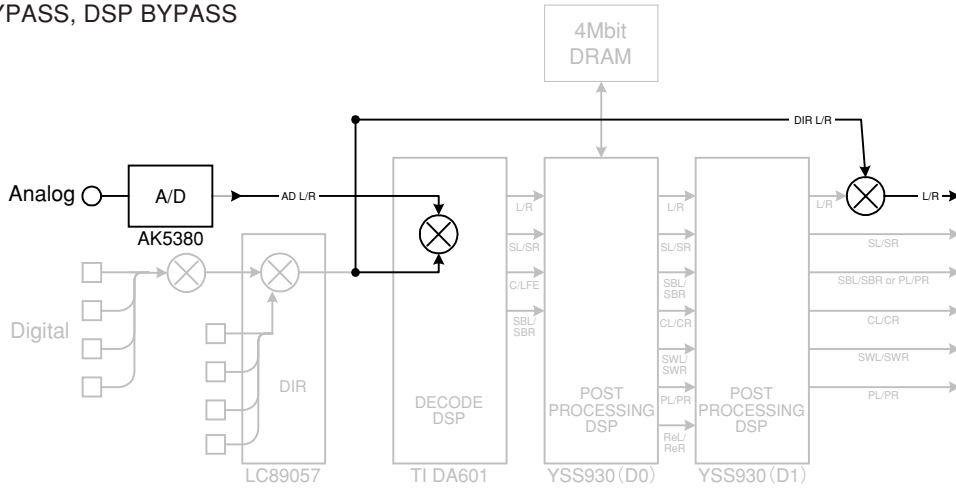 YPASS, DSP BYPASS
4Mbit
DRAM
DIR L/R
Analog
A/D
AD L/R
L/R
L/R
L/R
L/R
AK5380
SL/SR
SL/SR
SL/SR
C/LFE
SBL/
SBR
SBL/SBR or PL/PR
SBL/
SBR
CL/CR
CL/CR
Digital
SWL/
SWR
SWL/SWR
DIR
PL/PR
PL/PR
DECODE
DSP
POST
PROCESSING
DSP
POST
PROCESSING
DSP
ReL/
ReR
LC89057
TI DA601
YSS930(D0)
YSS930(D1)